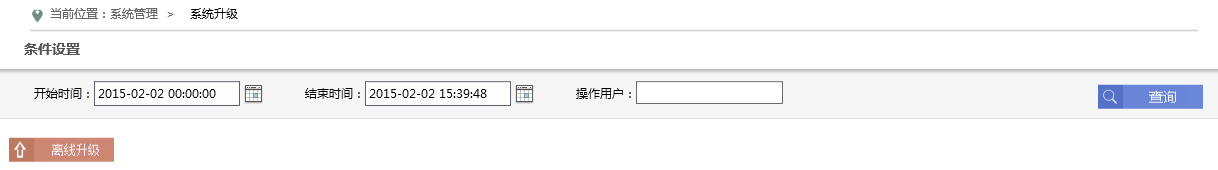 当前位置：系统管理 > 系统升级
条件设置
开始时间： 2015-02-02 00:00:00 结束时间： 2015-02-02 15:39:48 操作用户： 查询
离线升级